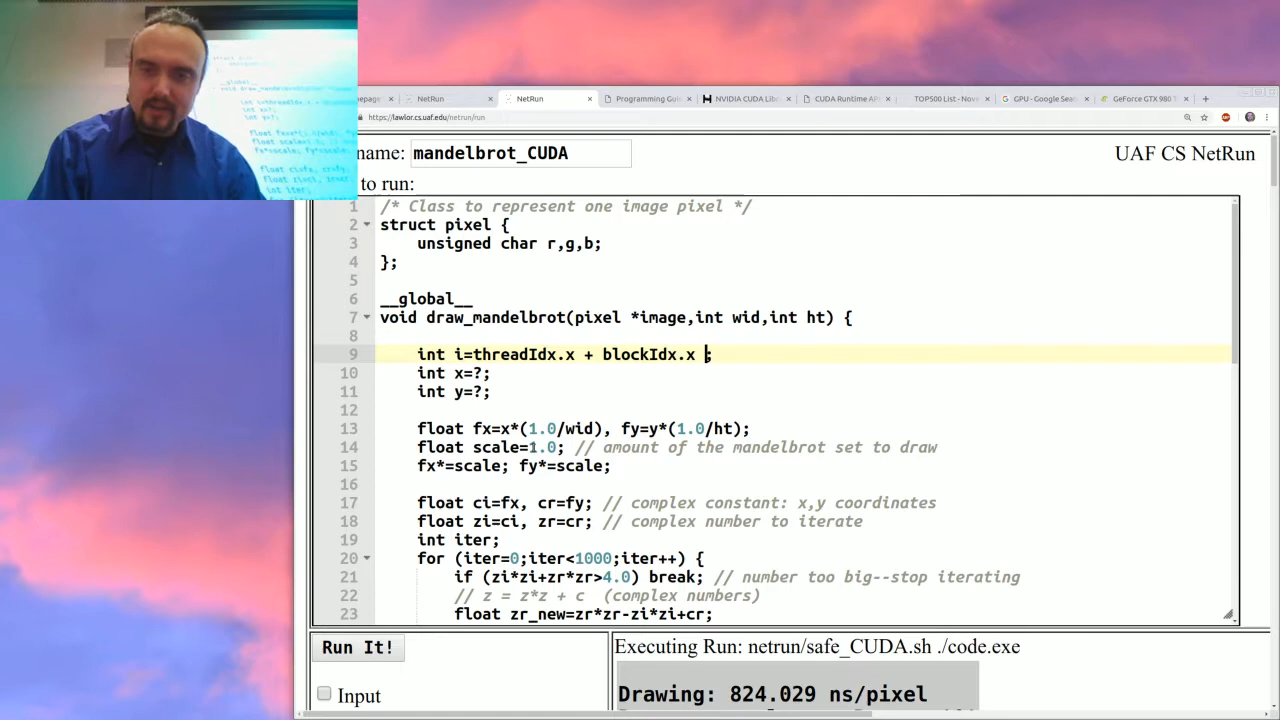 NetRun
NetRun
Programming Gu
NVIDIA CUDA Lib
CUDA Runtime AP
TOP500 List - Nov
GPU - Google Sear
GeForce GTX 980
https://lawlor.cs.uaf.edu/netrun/run
name: mandelbrot_CUDA
UAF CS NetRun
to run:
1 /* Class to represent one image pixel */
2 struct pixel {
3 unsigned char r,g,b;
4 };
5
6 __global__
7 void draw_mandelbrot(pixel *image,int wid,int ht) {
8
9 int i=threadIdx.x + blockIdx.x ;
10 int x=?;
11 int y=?;
12
13 float fx=x*(1.0/wid), fy=y*(1.0/ht);
14 float scale=1.0; // amount of the mandelbrot set to draw
15 fx*=scale; fy*=scale;
16
17 float ci=fx, cr=fy; // complex constant: x,y coordinates
18 float zi=ci, zr=cr; // complex number to iterate
19 int iter;
20 for (iter=0;iter<1000;iter++) {
21 if (zi*zi+zr*zr>4.0) break; // number too big--stop iterating
22 // z = z*z + c (complex numbers)
23 float zr_new=zr*zr-zi*zi+cr;
Run It!
Input
Executing Run: netrun/safe_CUDA.sh ./code.exe
Drawing: 824.029 ns/pixel